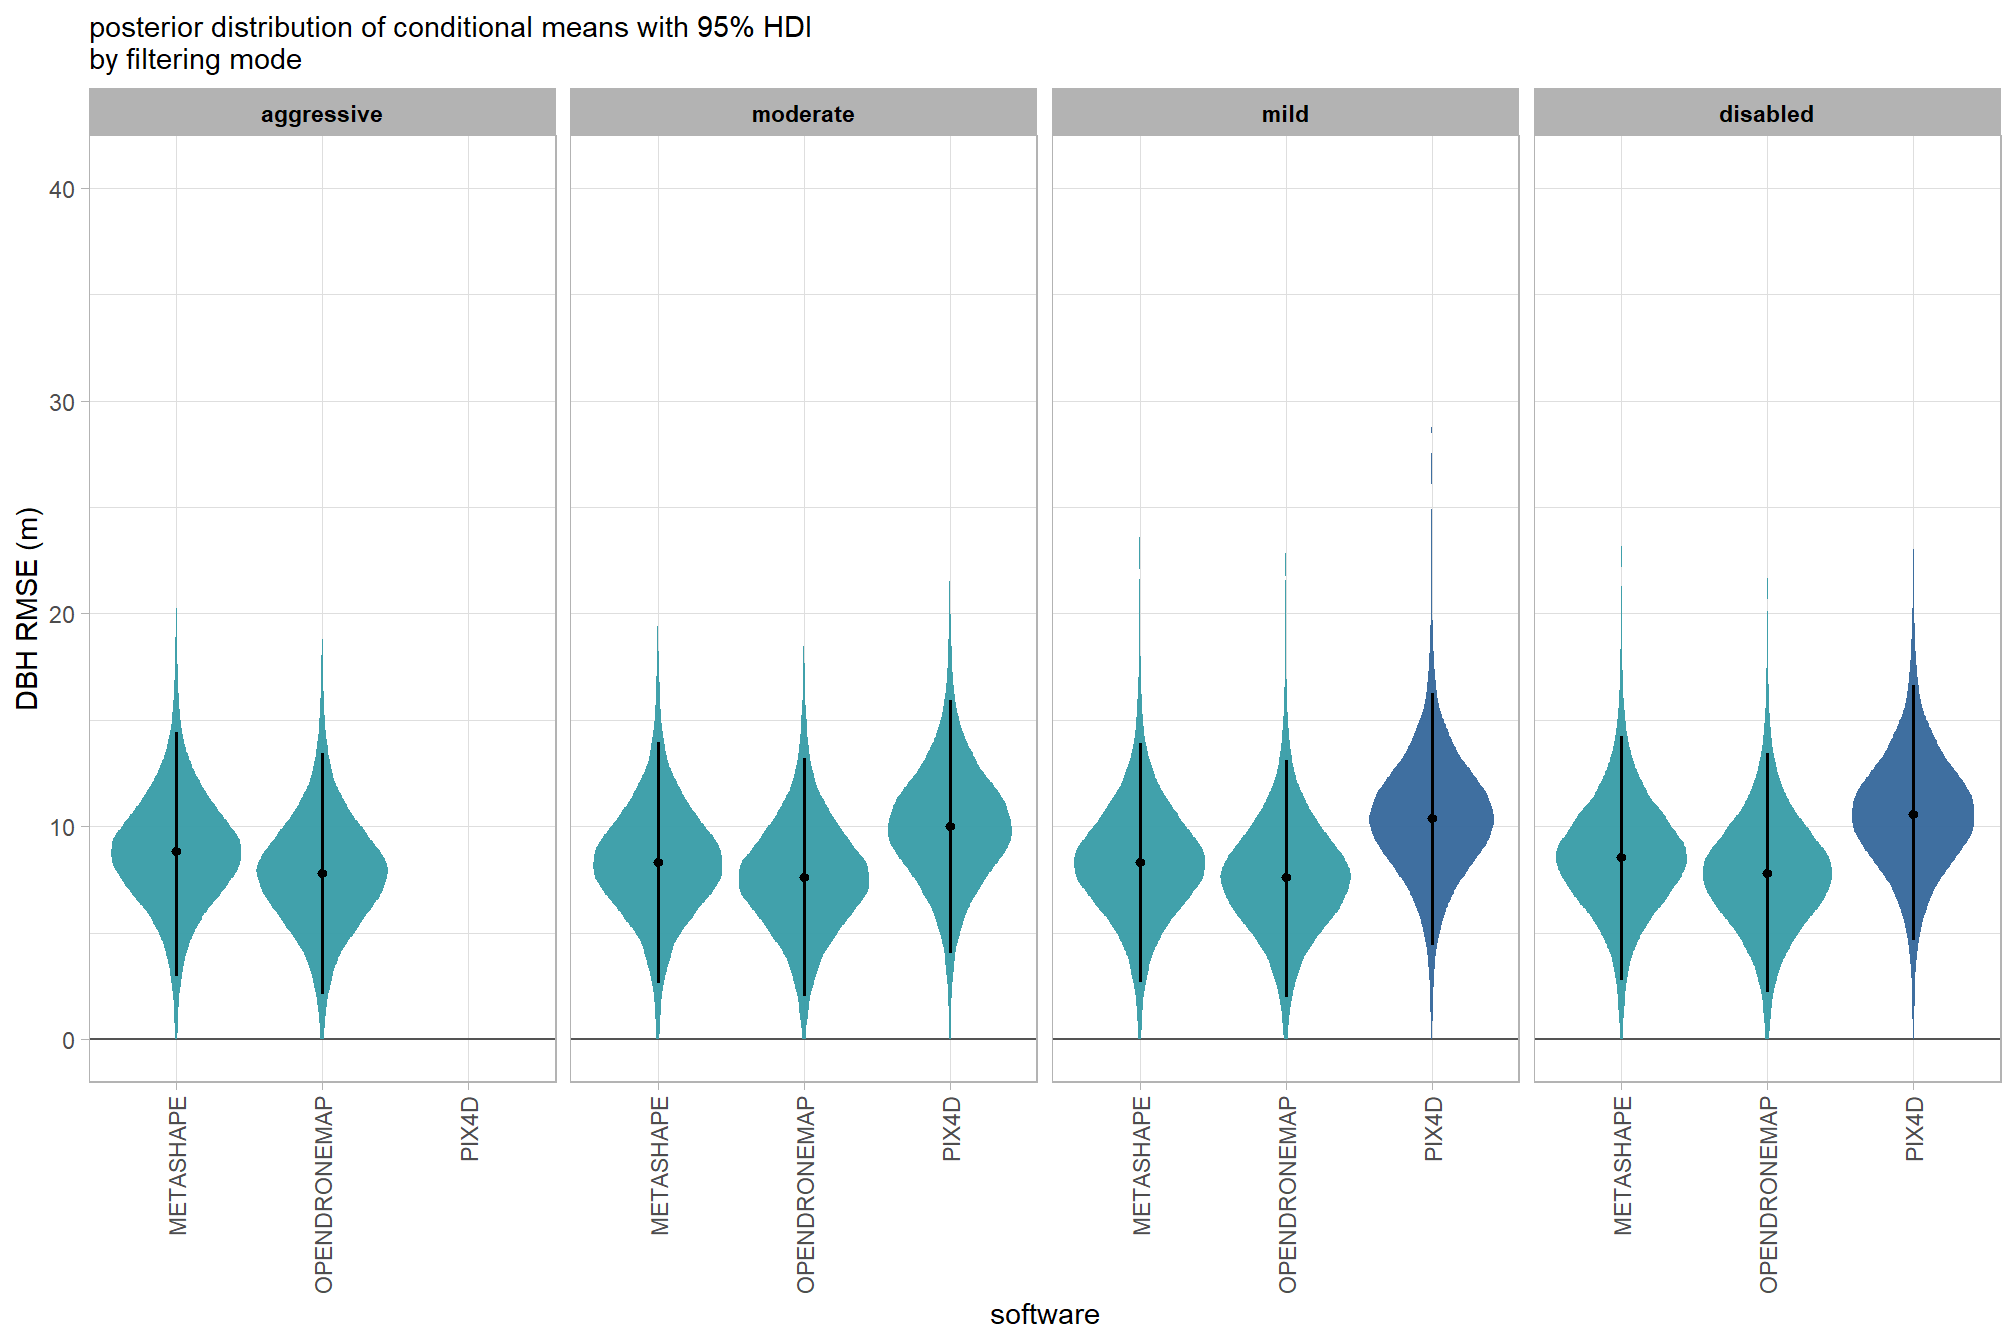 posterior distribution of conditional means with 95% HDI
by filtering mode
aggressive
moderate
mild
disabled
DBH RMSE (m)
40
30
20
10
0
METASHAPE
OPENDRONEMAP
PIX4D
METASHAPE
OPENDRONEMAP
PIX4D
METASHAPE
OPENDRONEMAP
PIX4D
METASHAPE
OPENDRONEMAP
PIX4D
software